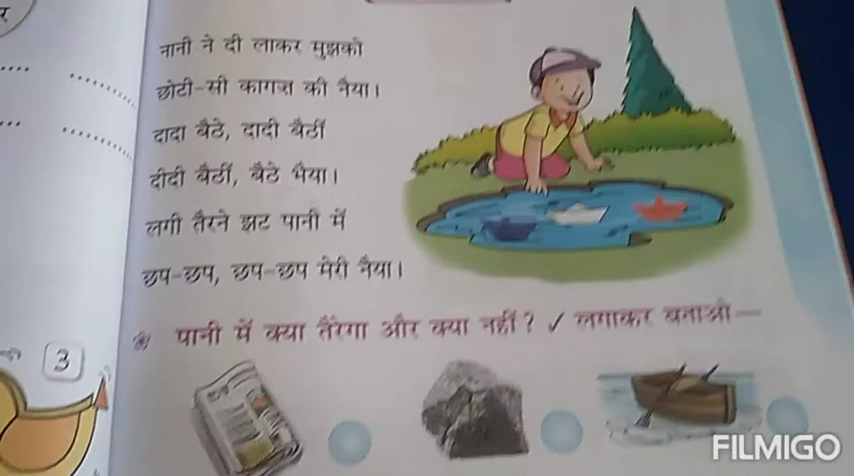 नानी ने दी लाकर मुझको
छोटी-सी कागज़ की नैया।
दादा बैठे, दादी बैठीं
दीदी बैठीं, बैठे भैया।
लगी तैरने झट पानी में
छप-छप, छप-छप मेरी नैया।
पानी में क्या तैरेगा और क्या नहीं? ✓ लगाकर बताओ—
3
FILMIGO